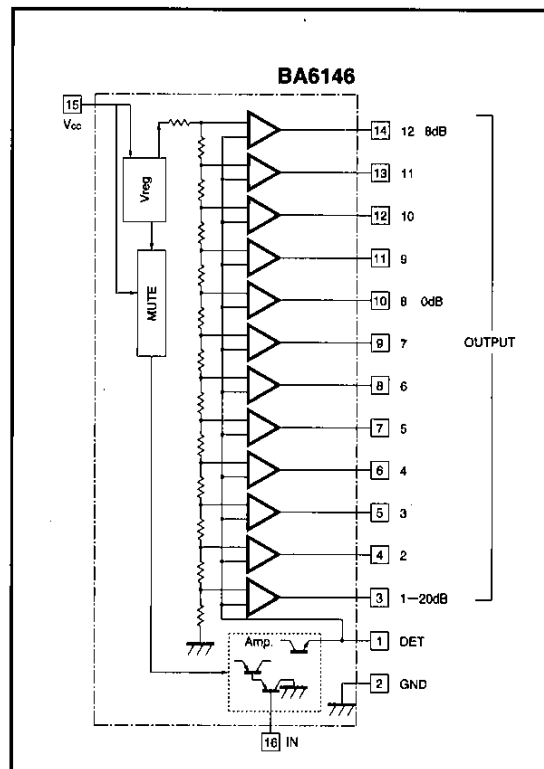 BA6146
15
Vcc
Vreg
MUTE
14 12 8dB
13 11
12 10
11 9
10 8 0dB
9 7
8 6
7 5
6 4
5 3
4 2
3 1—20dB
OUTPUT
Amp.
1 DET
2 GND
16 IN